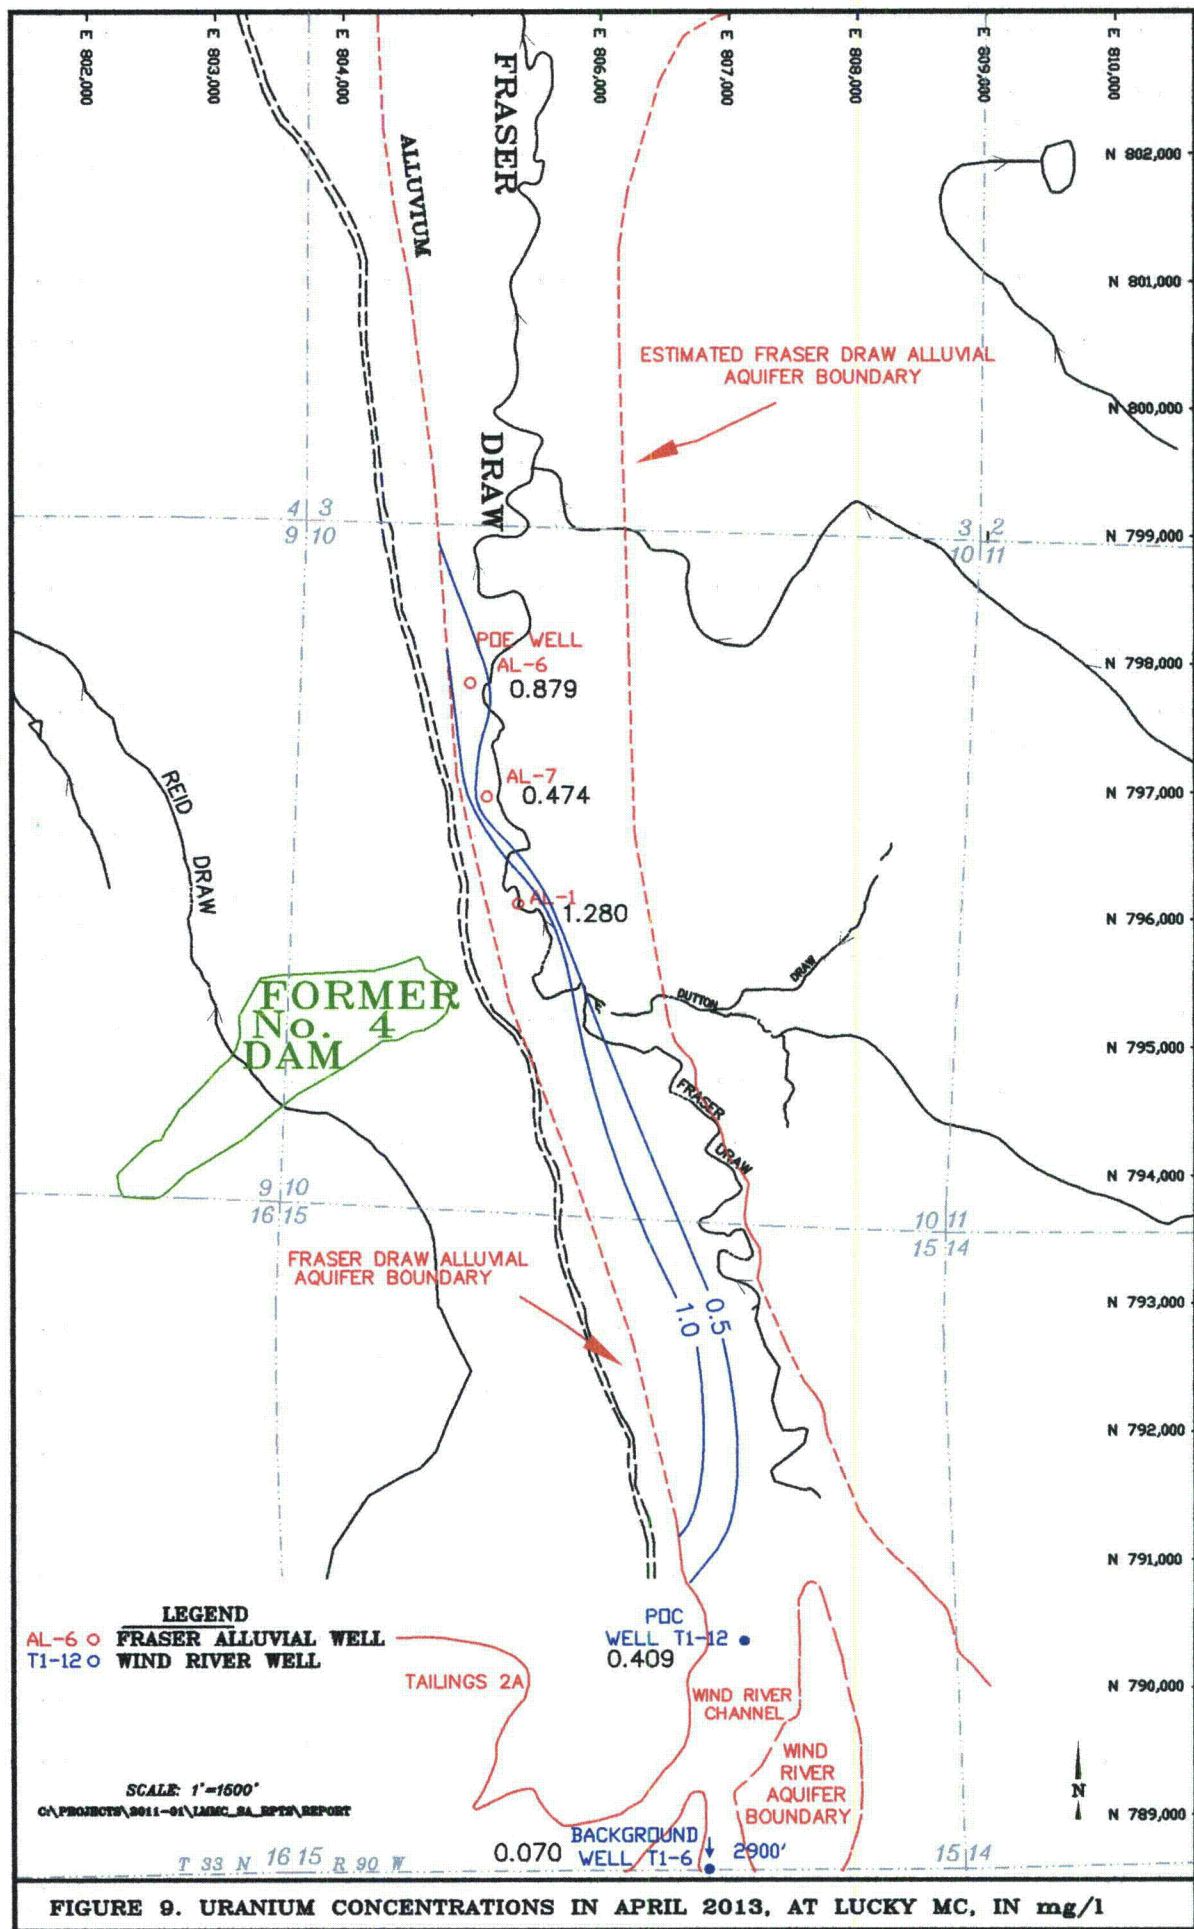 E 802,000
E 803,000
E 804,000
E 806,000
E 807,000
E 808,000
E 809,000
E 810,000
FRASER
DRAW
ALLUVIUM
N 802,000
N 801,000
ESTIMATED FRASER DRAW ALLUVIAL
AQUIFER BOUNDARY
N 800,000
4 3
9 10
3 2
10 11
N 799,000
POE WELL
AL-6
0.879
N 798,000
AL-7
0.474
N 797,000
REID
DRAW
AL-1
1.280
N 796,000
DUTTON
DRAW
FORMER
No. 4
DAM
N 795,000
FRASER
DRAW
N 794,000
9 10
16 15
10 11
15 14
FRASER DRAW ALLUVIAL
AQUIFER BOUNDARY
1.0
0.5
N 793,000
N 792,000
N 791,000
LEGEND
AL-6 FRASER ALLUVIAL WELL
T1-12 WIND RIVER WELL
POC
WELL T1-12
0.409
TAILINGS 2A
N 790,000
WIND RIVER
CHANNEL
WIND
RIVER
AQUIFER
BOUNDARY
N
N 789,000
SCALE: 1"=1600'
C:\PROJECTS\2011-01\LMMC_SA_RPTS\REPORT
BACKGROUND
WELL T1-6
0.070
2900'
T 33 N 16 15 R 90 W
15 14
FIGURE 9. URANIUM CONCENTRATIONS IN APRIL 2013, AT LUCKY MC, IN mg/l